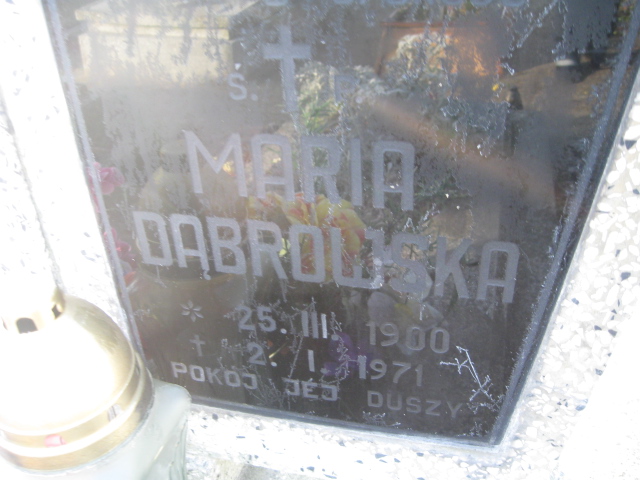 Ś. †
MARIA
DĄBROWSKA
* 25. III. 1900
† 2. I. 1971
POKÓJ JEJ DUSZY